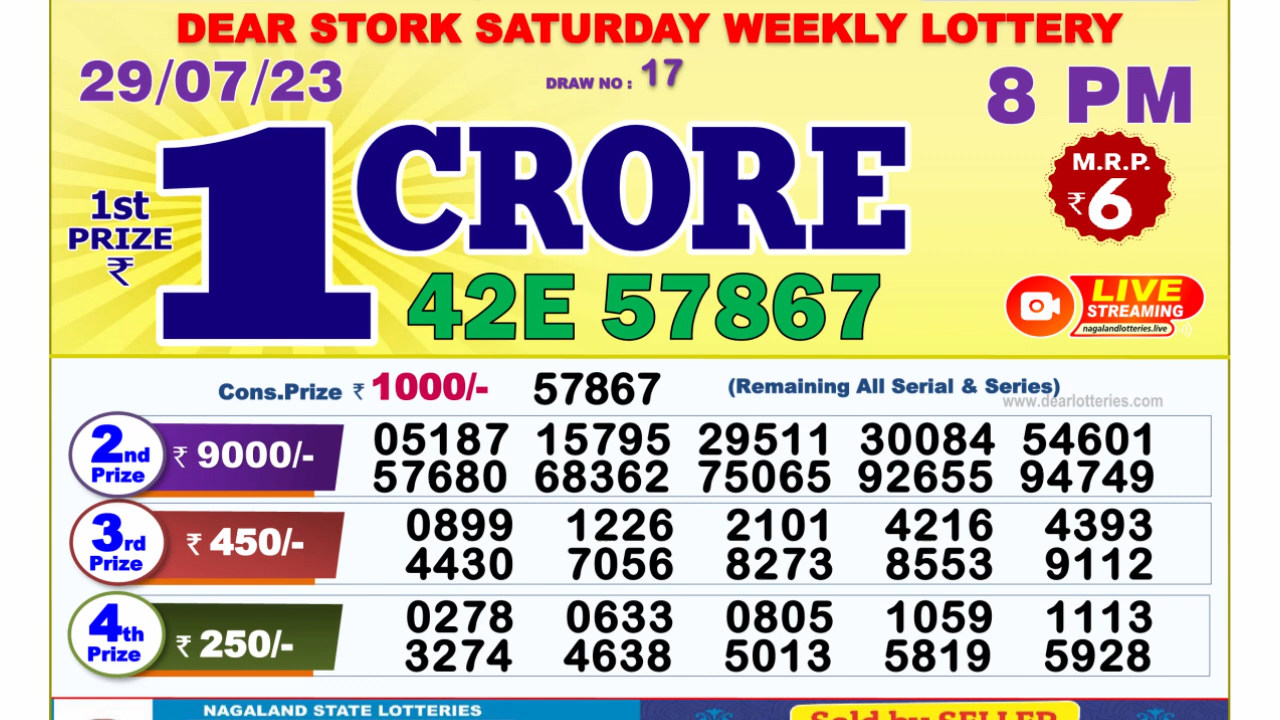 DEAR STORK SATURDAY WEEKLY LOTTERY
29/07/23
DRAW NO : 17
8 PM
1st
PRIZE
₹
1 CRORE
M.R.P.
₹6
42E 57867
LIVE
STREAMING
nagalandlotteries.live
Cons.Prize ₹ 1000/- 57867 (Remaining All Serial & Series)
www.dearlotteries.com
2nd
Prize
₹ 9000/-
05187 15795 29511 30084 54601
57680 68362 75065 92655 94749
3rd
Prize
₹ 450/-
0899 1226 2101 4216 4393
4430 7056 8273 8553 9112
4th
Prize
₹ 250/-
0278 0633 0805 1059 1113
3274 4638 5013 5819 5928
NAGALAND STATE LOTTERIES
Sold by SELLER